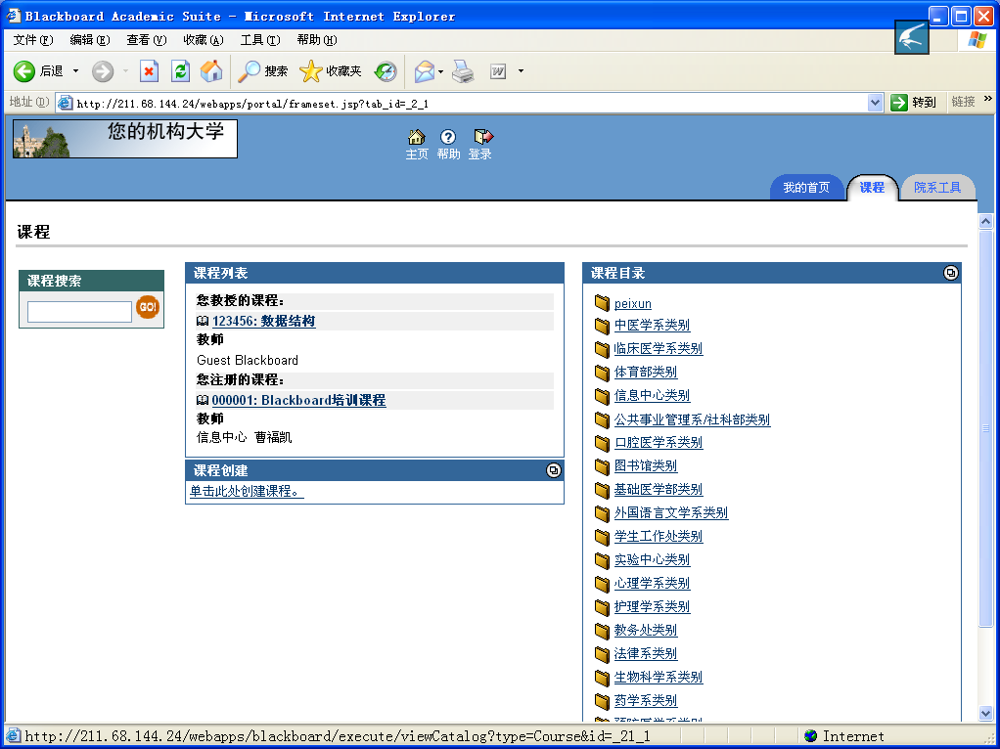 Blackboard Academic Suite - Microsoft Internet Explorer
文件(F) 编辑(E) 查看(V) 收藏(A) 工具(T) 帮助(H)
后退 搜索 收藏夹
地址(D) http://211.68.144.24/webapps/portal/frameset.jsp?tab_id=_2_1 转到 链接 »
您的机构大学
主页 帮助 登录
我的首页 课程 院系工具
课程
课程搜索
GO!
课程列表
您教授的课程:
123456: 数据结构
教师
Guest Blackboard
您注册的课程:
000001: Blackboard培训课程
教师
信息中心 曹福凯
课程创建
单击此处创建课程。
课程目录
peixun
中医学系类别
临床医学系类别
体育部类别
信息中心类别
公共事业管理系/社科部类别
口腔医学系类别
图书馆类别
基础医学部类别
外国语言文学系类别
学生工作处类别
实验中心类别
心理学系类别
护理学系类别
教务处类别
法律系类别
生物科学系类别
药学系类别
预防医学系类别
http://211.68.144.24/webapps/blackboard/execute/viewCatalog?type=Course&id=_21_1 Internet